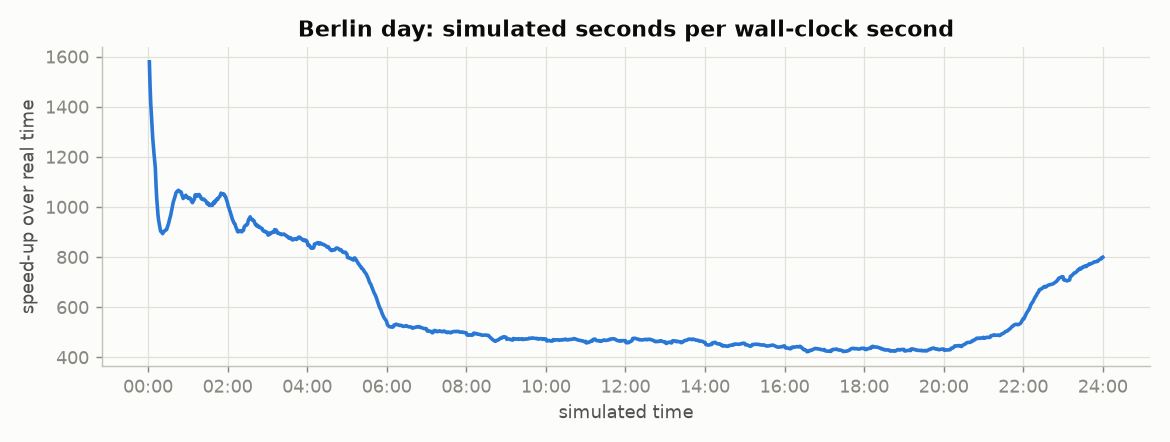 Berlin day: simulated seconds per wall-clock second
speed-up over real time
1600
1400
1200
1000
800
600
400
00:00 02:00 04:00 06:00 08:00 10:00 12:00 14:00 16:00 18:00 20:00 22:00 24:00
simulated time